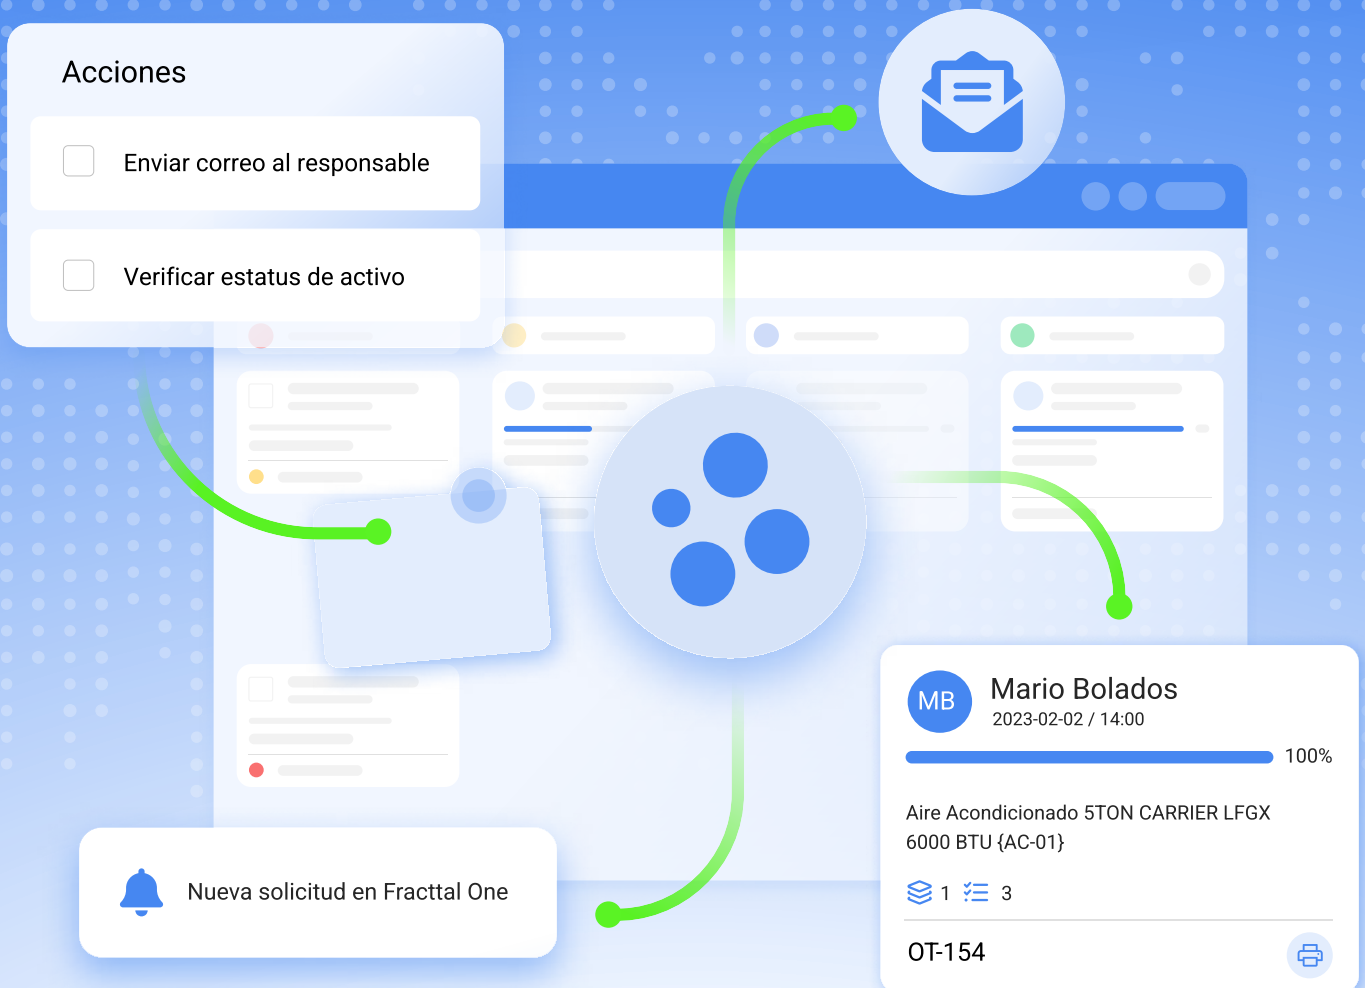 Acciones
Enviar correo al responsable
Verificar estatus de activo
MB
Mario Bolados
2023-02-02 / 14:00
100%
Aire Acondicionado 5TON CARRIER LFGX
6000 BTU {AC-01}
1
3
OT-154
Nueva solicitud en Fracttal One